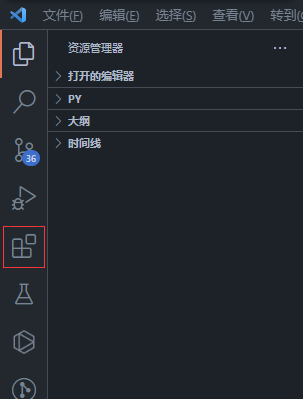 文件(F) 编辑(E) 选择(S) 查看(V) 转到(G)
资源管理器 ···
打开的编辑器
PY
大纲
时间线
36